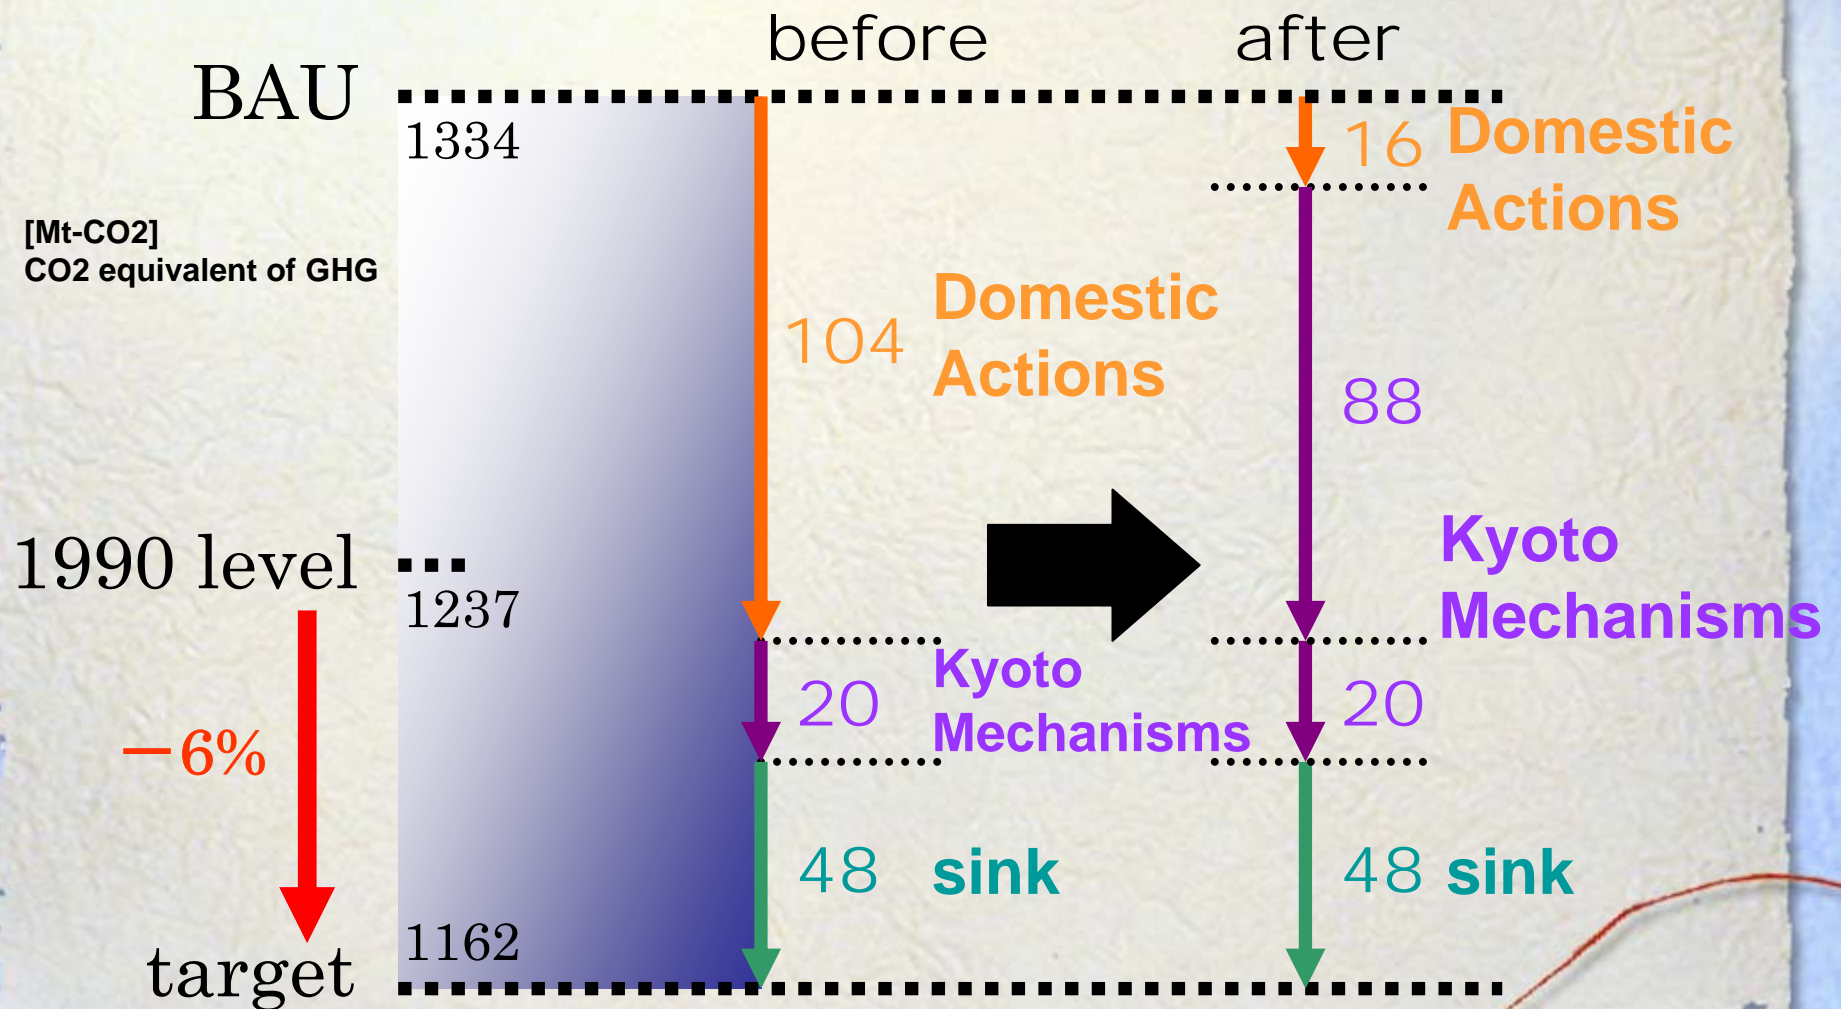 before
after
BAU
1334
16
Domestic
Actions
[Mt-CO2]
CO2 equivalent of GHG
104
Domestic
Actions
88
1990 level
1237
Kyoto
Mechanisms
−6%
20
Kyoto
Mechanisms
20
48
sink
48
sink
1162
target